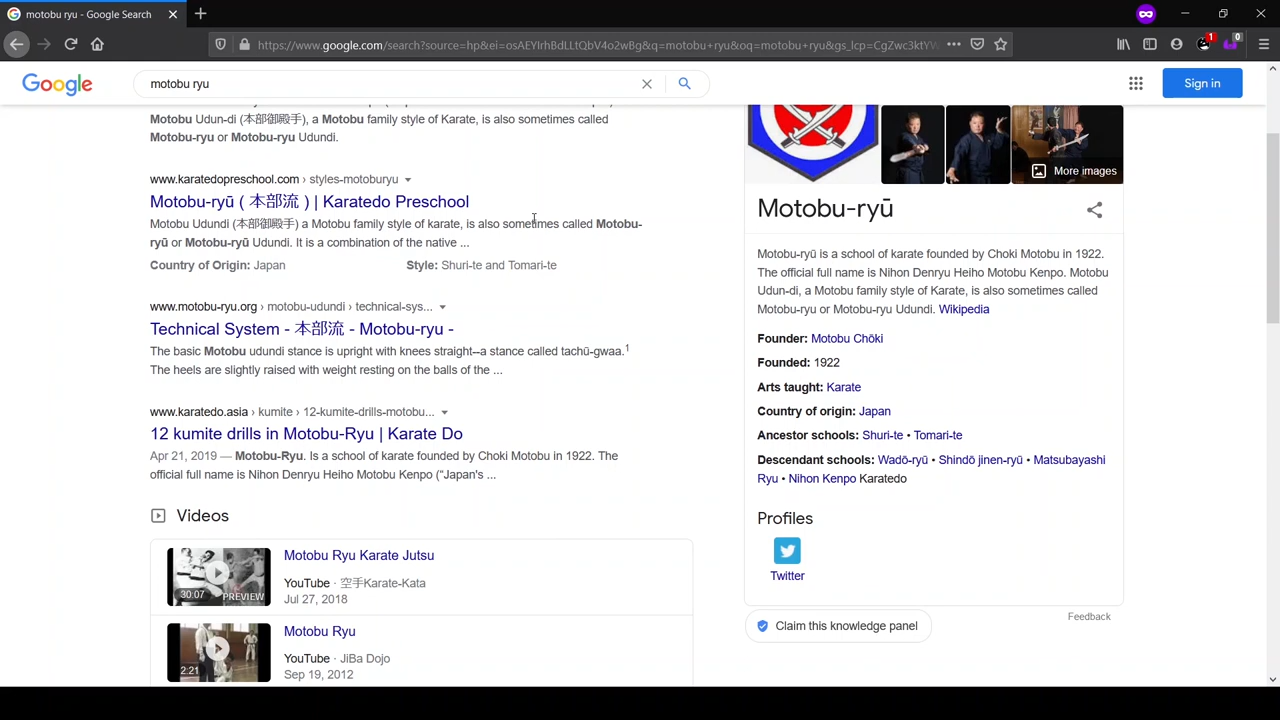 motobu ryu - Google Search
https://www.google.com/search?source=hp&ei=osAEYIrhBdLLtQbV4o2wBg&q=motobu+ryu&oq=motobu+ryu&gs_lcp=CgZwc3ktYW
1
0
Google
motobu ryu
Sign in
Motobu Udun-di (本部御殿手), a Motobu family style of Karate, is also sometimes called
Motobu-ryu or Motobu-ryu Udundi.
www.karatedopreschool.com › styles-motoburyu
Motobu-ryū ( 本部流 ) | Karatedo Preschool
Motobu Udundi (本部御殿手) a Motobu family style of karate, is also sometimes called Motobu-
ryū or Motobu-ryū Udundi. It is a combination of the native ...
Country of Origin: Japan
Style: Shuri-te and Tomari-te
www.motobu-ryu.org › motobu-udundi › technical-sys...
Technical System - 本部流 - Motobu-ryu -
The basic Motobu udundi stance is upright with knees straight--a stance called tachū-gwaa.1
The heels are slightly raised with weight resting on the balls of the ...
www.karatedo.asia › kumite › 12-kumite-drills-motobu...
12 kumite drills in Motobu-Ryu | Karate Do
Apr 21, 2019 — Motobu-Ryu. Is a school of karate founded by Choki Motobu in 1922. The
official full name is Nihon Denryu Heiho Motobu Kenpo (“Japan's ...
Videos
30:07
PREVIEW
Motobu Ryu Karate Jutsu
YouTube · 空手Karate-Kata
Jul 27, 2018
2:21
Motobu Ryu
YouTube · JiBa Dojo
Sep 19, 2012
More images
Motobu-ryū
Motobu-ryū is a school of karate founded by Choki Motobu in 1922.
The official full name is Nihon Denryu Heiho Motobu Kenpo. Motobu
Udun-di, a Motobu family style of Karate, is also sometimes called
Motobu-ryu or Motobu-ryu Udundi. Wikipedia
Founder: Motobu Chōki
Founded: 1922
Arts taught: Karate
Country of origin: Japan
Ancestor schools: Shuri-te • Tomari-te
Descendant schools: Wadō-ryū • Shindō jinen-ryū • Matsubayashi
Ryu • Nihon Kenpo Karatedo
Profiles
Twitter
Feedback
Claim this knowledge panel